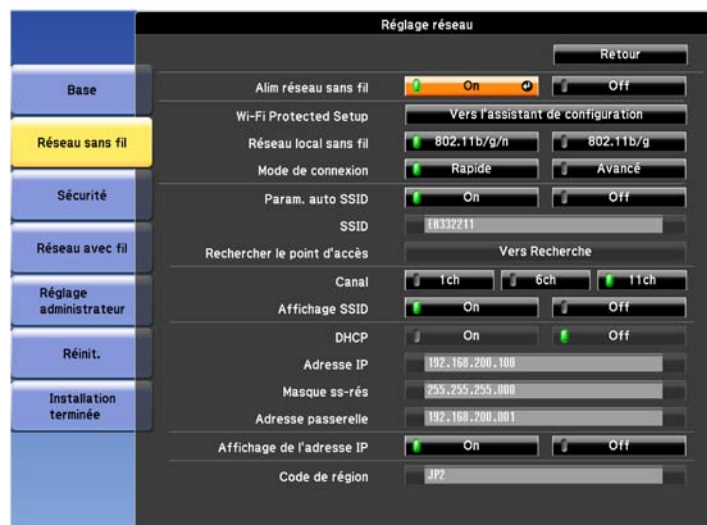 Réglage réseau
Retour
Base
Alim réseau sans fil On Off
Wi-Fi Protected Setup Vers l'assistant de configuration
Réseau sans fil
Réseau local sans fil 802.11b/g/n 802.11b/g
Mode de connexion Rapide Avancé
Sécurité
Param. auto SSID On Off
SSID E8332211
Réseau avec fil
Rechercher le point d'accès Vers Recherche
Canal 1ch 6ch 11ch
Réglage
administrateur
Affichage SSID On Off
DHCP On Off
Réinit.
Adresse IP 192.168.200.100
Masque ss-rés 255.255.255.000
Installation
terminée
Adresse passerelle 192.168.200.001
Affichage de l'adresse IP On Off
Code de région JP2